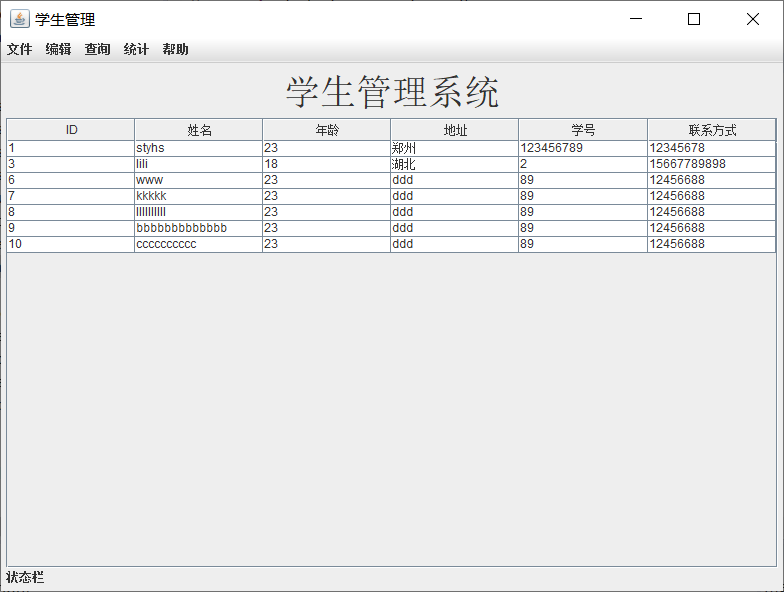 学生管理
文件 编辑 查询 统计 帮助
学生管理系统
ID 姓名 年龄 地址 学号 联系方式
1 styhs 23 郑州 123456789 12345678
3 lili 18 湖北 2 15667789898
6 www 23 ddd 89 12456688
7 kkkkk 23 ddd 89 12456688
8 llllllllll 23 ddd 89 12456688
9 bbbbbbbbbbbbb 23 ddd 89 12456688
10 cccccccccc 23 ddd 89 12456688
状态栏